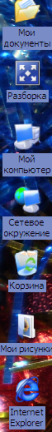 Мои
документы
Разборка
Мой
компьютер
Сетевое
окружение
Корзина
Мои рисунки
Internet
Explorer